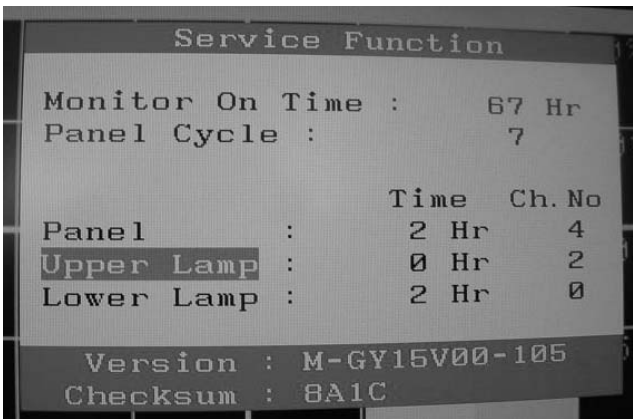 Service Function
Monitor On Time : 67 Hr
Panel Cycle : 7
Time Ch. No
Panel : 2 Hr 4
Upper Lamp : 0 Hr 2
Lower Lamp : 2 Hr 0
Version : M-GY15V00-105
Checksum : 8A1C